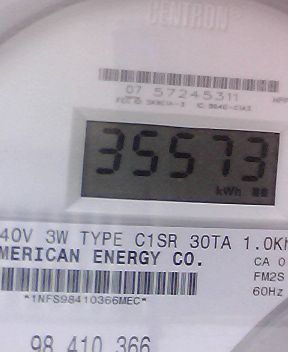 CENTRON
07 57245311
35573
kWh
40V 3W TYPE C1SR 30TA 1.0Kh
MERICAN ENERGY CO.
CA 0
FM2S
60Hz
*1NFS98410366MEC*
98 410 366